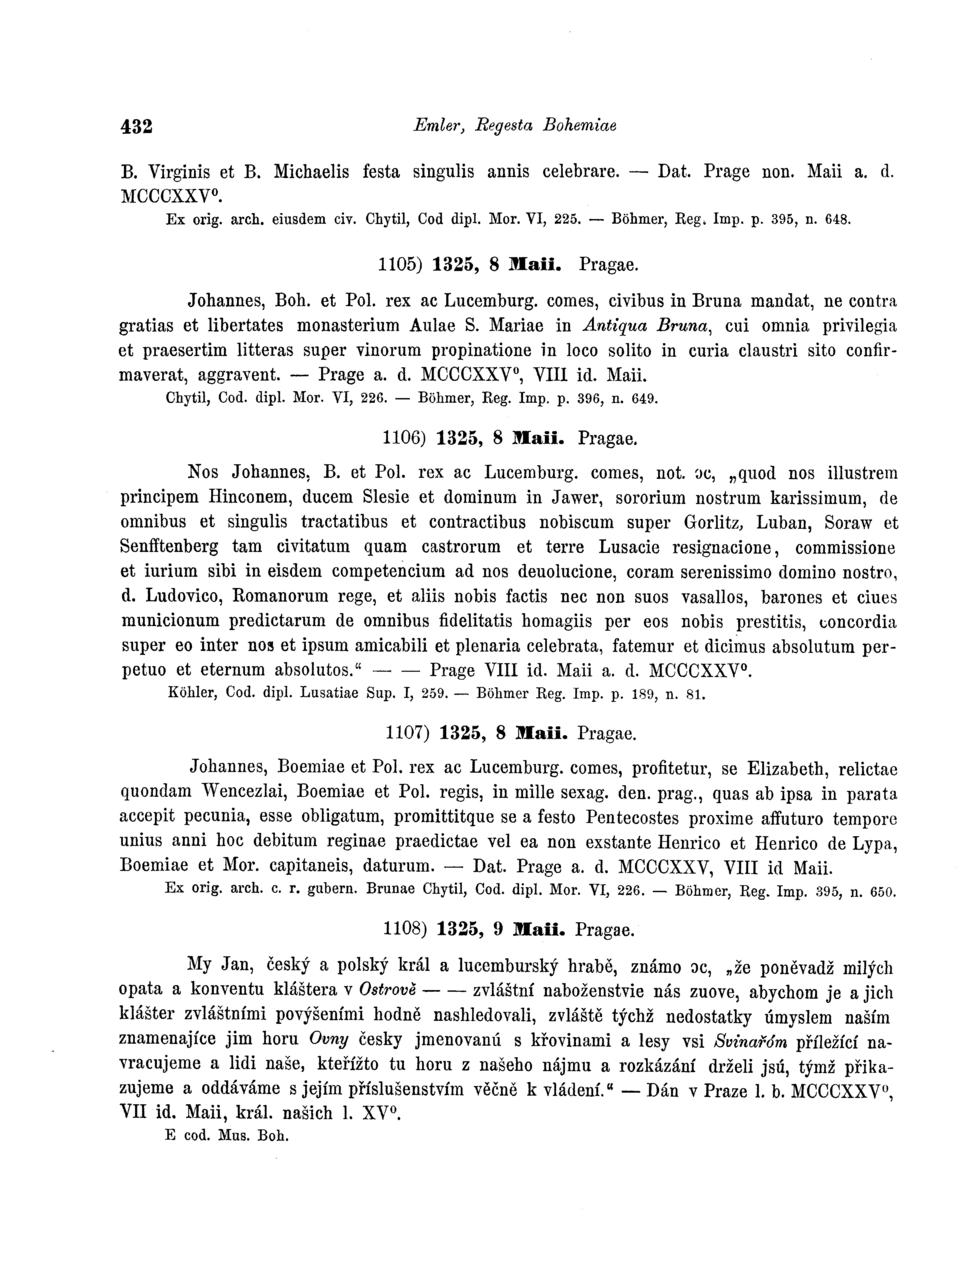 432 Emler, Regesta Bohemiae
B. Virginis et B. Michaelis festa singulis annis celebrare. — Dat. Prage non. Maii a. d.
MCCCXXV⁰.
Ex orig. arch. eiusdem civ. Chytil, Cod dipl. Mor. VI, 225. — Böhmer, Reg. Imp. p. 395, n. 648.
1105) 1325, 8 Maii. Pragae.
Johannes, Boh. et Pol. rex ac Lucemburg. comes, civibus in Bruna mandat, ne contra
gratias et libertates monasterium Aulae S. Mariae in Antiqua Bruna, cui omnia privilegia
et praesertim litteras super vinorum propinatione in loco solito in curia claustri sito confir-
maverat, aggravent. — Prage a. d. MCCCXXV⁰, VIII id. Maii.
Chytil, Cod. dipl. Mor. VI, 226. — Böhmer, Reg. Imp. p. 396, n. 649.
1106) 1325, 8 Maii. Pragae.
Nos Johannes, B. et Pol. rex ac Lucemburg. comes, not. ɔc, „quod nos illustrem
principem Hinconem, ducem Slesie et dominum in Jawer, sororium nostrum karissimum, de
omnibus et singulis tractatibus et contractibus nobiscum super Gorlitz, Luban, Soraw et
Senfftenberg tam civitatum quam castrorum et terre Lusacie resignacione, commissione
et iurium sibi in eisdem competencium ad nos deuolucione, coram serenissimo domino nostro,
d. Ludovico, Romanorum rege, et aliis nobis factis nec non suos vasallos, barones et ciues
municionum predictarum de omnibus fidelitatis homagiis per eos nobis prestitis, concordia
super eo inter nos et ipsum amicabili et plenaria celebrata, fatemur et dicimus absolutum per-
petuo et eternum absolutos.“ — — Prage VIII id. Maii a. d. MCCCXXV⁰.
Köhler, Cod. dipl. Lusatiae Sup. I, 259. — Böhmer Reg. Imp. p. 189, n. 81.
1107) 1325, 8 Maii. Pragae.
Johannes, Boemiae et Pol. rex ac Lucemburg. comes, profitetur, se Elizabeth, relictae
quondam Wencezlai, Boemiae et Pol. regis, in mille sexag. den. prag., quas ab ipsa in parata
accepit pecunia, esse obligatum, promittitque se a festo Pentecostes proxime affuturo tempore
unius anni hoc debitum reginae praedictae vel ea non exstante Henrico et Henrico de Lypa,
Boemiae et Mor. capitaneis, daturum. — Dat. Prage a. d. MCCCXXV, VIII id Maii.
Ex orig. arch. c. r. gubern. Brunae Chytil, Cod. dipl. Mor. VI, 226. — Böhmer, Reg. Imp. 395, n. 650.
1108) 1325, 9 Maii. Pragae.
My Jan, český a polský král a lucemburský hrabě, známo ɔc, „že poněvadž milých
opata a konventu kláštera v Ostrově — — zvláštní naboženstvie nás zuove, abychom je a jich
klášter zvláštními povýšeními hodně nashledovali, zvláště týchž nedostatky úmyslem naším
znamenajíce jim horu Ovny česky jmenovanú s křovinami a lesy vsi Svinařóm příležící na-
vracujeme a lidi naše, kteřížto tu horu z našeho nájmu a rozkázání drželi jsú, týmž přika-
zujeme a oddáváme s jejím příslušenstvím věčně k vládení.“ — Dán v Praze l. b. MCCCXXV⁰,
VII id. Maii, král. našich l. XV⁰.
E cod. Mus. Boh.